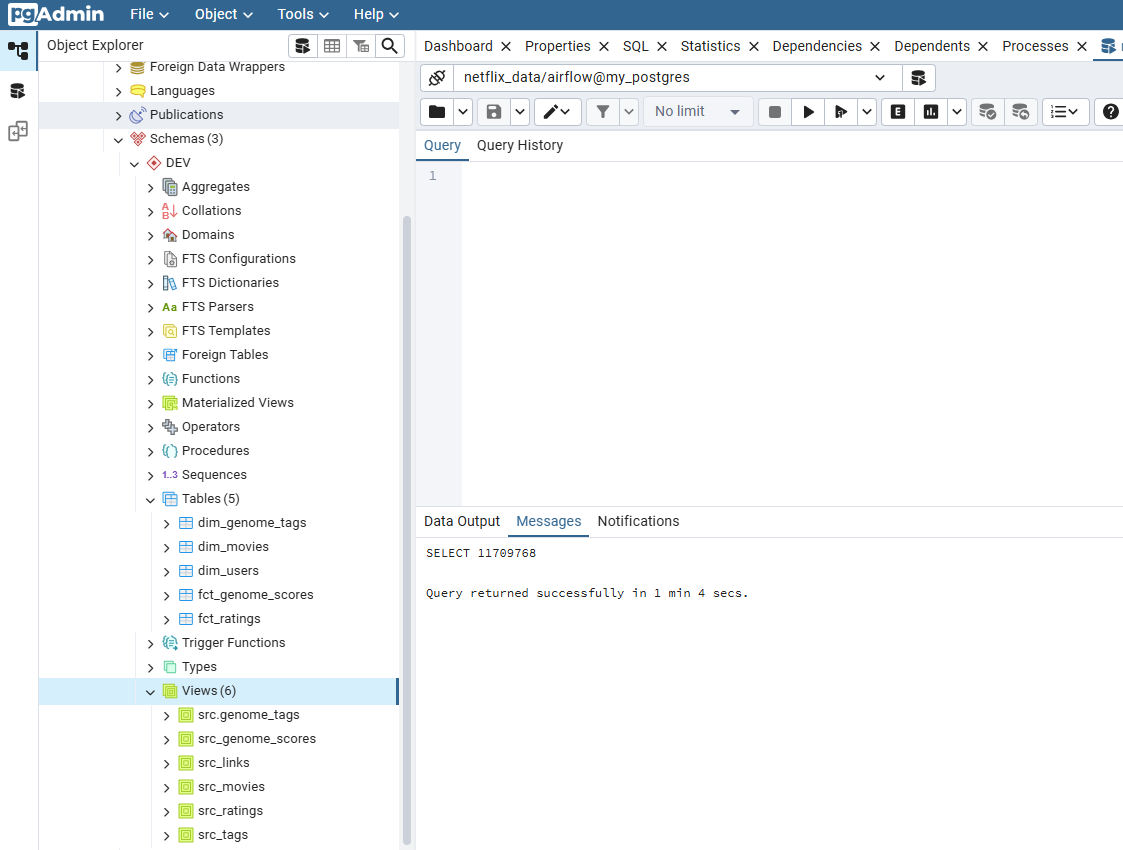 pgAdmin File Object Tools Help
Object Explorer
Foreign Data Wrappers
Languages
Publications
Schemas (3)
DEV
Aggregates
Collations
Domains
FTS Configurations
FTS Dictionaries
Aa FTS Parsers
FTS Templates
Foreign Tables
Functions
Materialized Views
Operators
Procedures
1..3 Sequences
Tables (5)
dim_genome_tags
dim_movies
dim_users
fct_genome_scores
fct_ratings
Trigger Functions
Types
Views (6)
src.genome_tags
src_genome_scores
src_links
src_movies
src_ratings
src_tags
Dashboard Properties SQL Statistics Dependencies Dependents Processes
netflix_data/airflow@my_postgres
No limit E
Query Query History
1
Data Output Messages Notifications
SELECT 11709768
Query returned successfully in 1 min 4 secs.